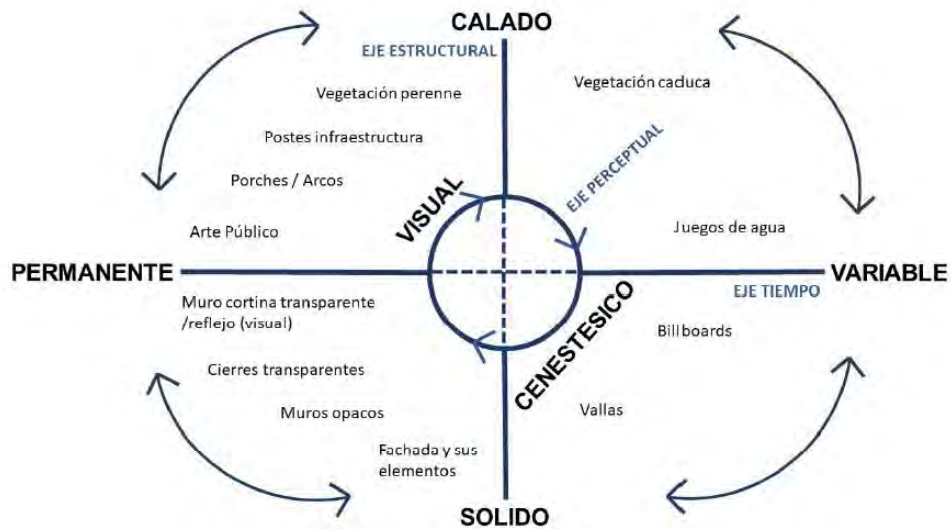 CALADO
EJE ESTRUCTURAL
Vegetación perenne
Vegetación caduca
Postes infraestructura
Porches / Arcos
VISUAL
EJE PERCEPTUAL
Arte Público
Juegos de agua
PERMANENTE
VARIABLE
EJE TIEMPO
Muro cortina transparente
/reflejo (visual)
CENESTESICO
Billboards
Cierres transparentes
Muros opacos
Vallas
Fachada y sus
elementos
SOLIDO